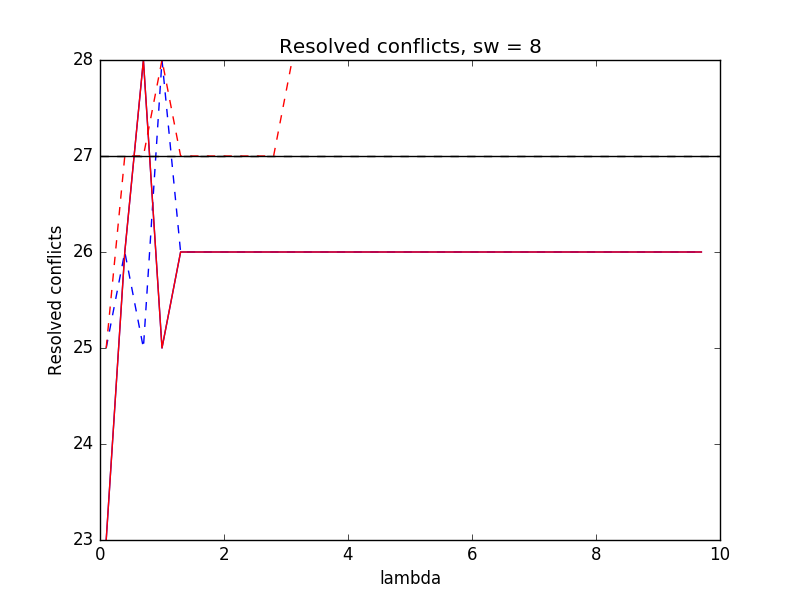 Resolved conflicts, sw = 8
28
27
26
25
24
23
Resolved conflicts
0 2 4 6 8 10
lambda